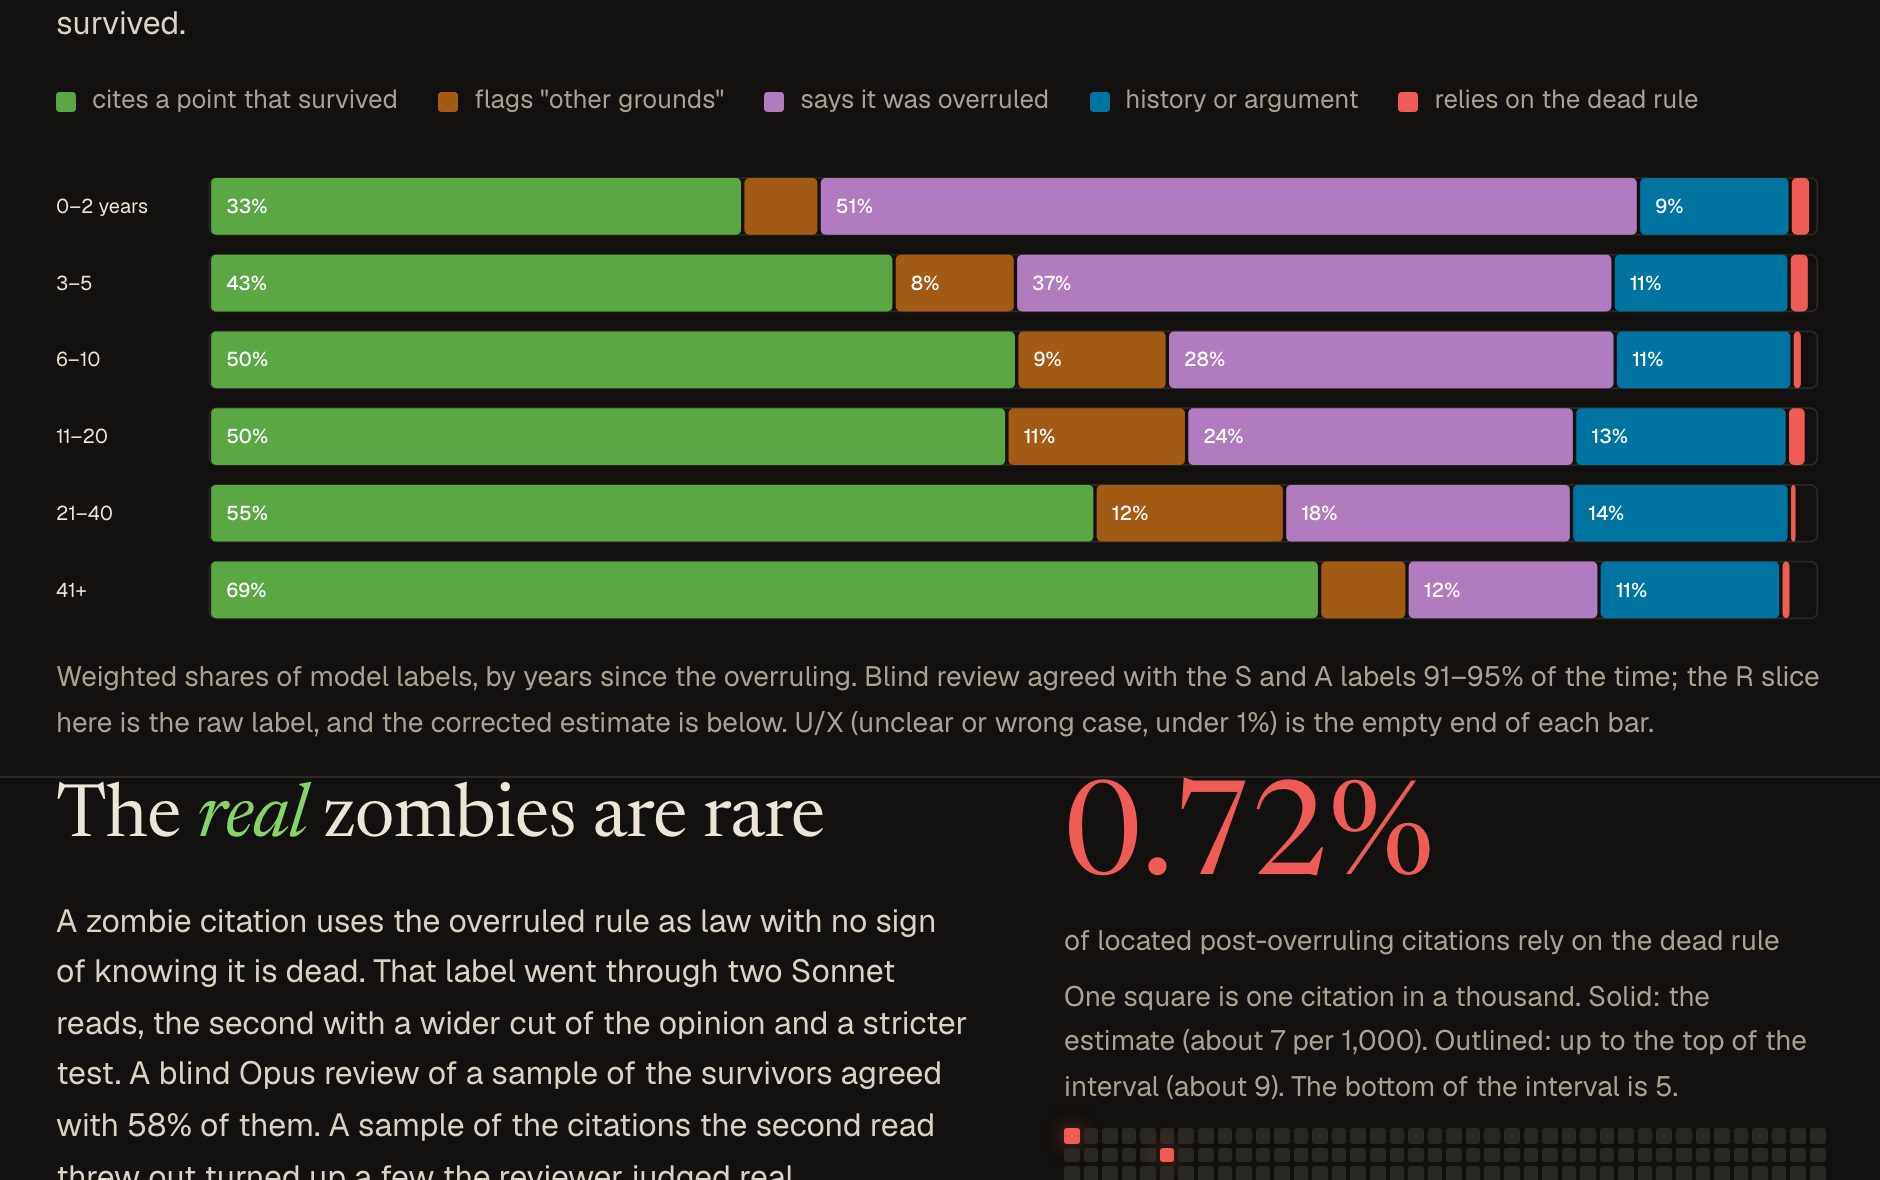 survived.
cites a point that survived flags "other grounds" says it was overruled history or argument relies on the dead rule
0–2 years 33% 51% 9%
3–5 43% 8% 37% 11%
6–10 50% 9% 28% 11%
11–20 50% 11% 24% 13%
21–40 55% 12% 18% 14%
41+ 69% 12% 11%
Weighted shares of model labels, by years since the overruling. Blind review agreed with the S and A labels 91–95% of the time; the R slice
here is the raw label, and the corrected estimate is below. U/X (unclear or wrong case, under 1%) is the empty end of each bar.
The real zombies are rare
A zombie citation uses the overruled rule as law with no sign
of knowing it is dead. That label went through two Sonnet
reads, the second with a wider cut of the opinion and a stricter
test. A blind Opus review of a sample of the survivors agreed
with 58% of them. A sample of the citations the second read
threw out turned up a few the reviewer judged real.
0.72%
of located post-overruling citations rely on the dead rule
One square is one citation in a thousand. Solid: the
estimate (about 7 per 1,000). Outlined: up to the top of the
interval (about 9). The bottom of the interval is 5.